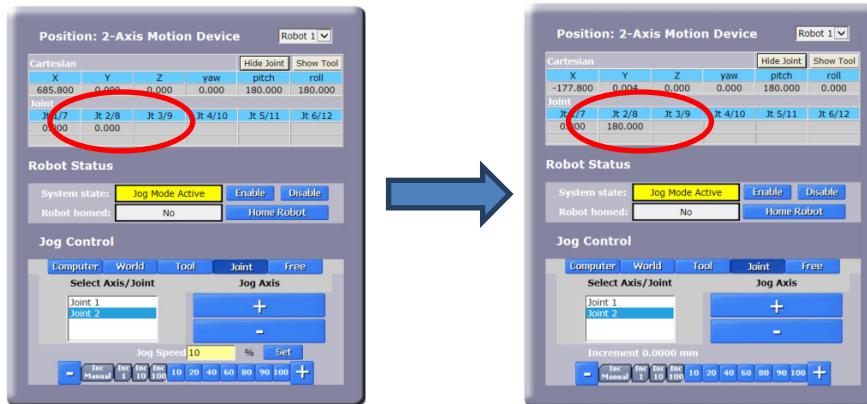 Position: 2-Axis Motion Device Robot 1
Cartesian Hide Joint Show Tool
X Y Z yaw pitch roll
685.800 0.000 0.000 0.000 180.000 180.000
Joint
Jt 1/7 Jt 2/8 Jt 3/9 Jt 4/10 Jt 5/11 Jt 6/12
0.000 0.000
Robot Status
System state: Jog Mode Active Enable Disable
Robot homed: No Home Robot
Jog Control
Computer World Tool Joint Free
Select Axis/Joint Jog Axis
Joint 1
Joint 2
+
-
Jog Speed 10 % Set
- Inc Manual Inc 1 Inc 10 Inc 100 10 20 40 60 80 90 100 +
Position: 2-Axis Motion Device Robot 1
Cartesian Hide Joint Show Tool
X Y Z yaw pitch roll
-177.800 0.004 0.000 0.000 180.000 0.000
Joint
Jt 1/7 Jt 2/8 Jt 3/9 Jt 4/10 Jt 5/11 Jt 6/12
0.000 180.000
Robot Status
System state: Jog Mode Active Enable Disable
Robot homed: No Home Robot
Jog Control
Computer World Tool Joint Free
Select Axis/Joint Jog Axis
Joint 1
Joint 2
+
-
Increment 0.0000 mm
- Inc Manual Inc 1 Inc 10 Inc 100 10 20 40 60 80 90 100 +